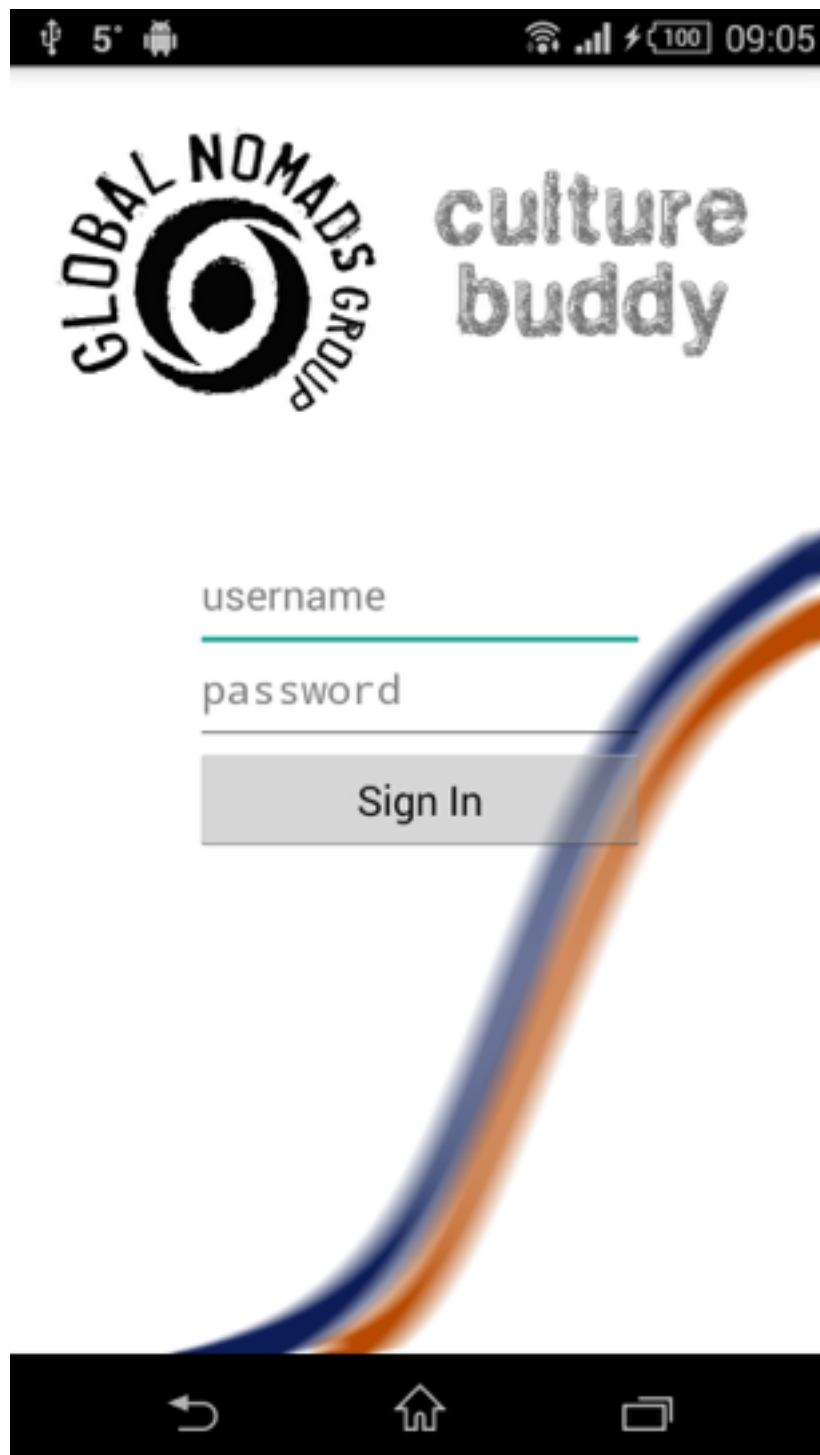 5°
100 09:05
GLOBAL NOMADS GROUP
culture
buddy
username
password
Sign In